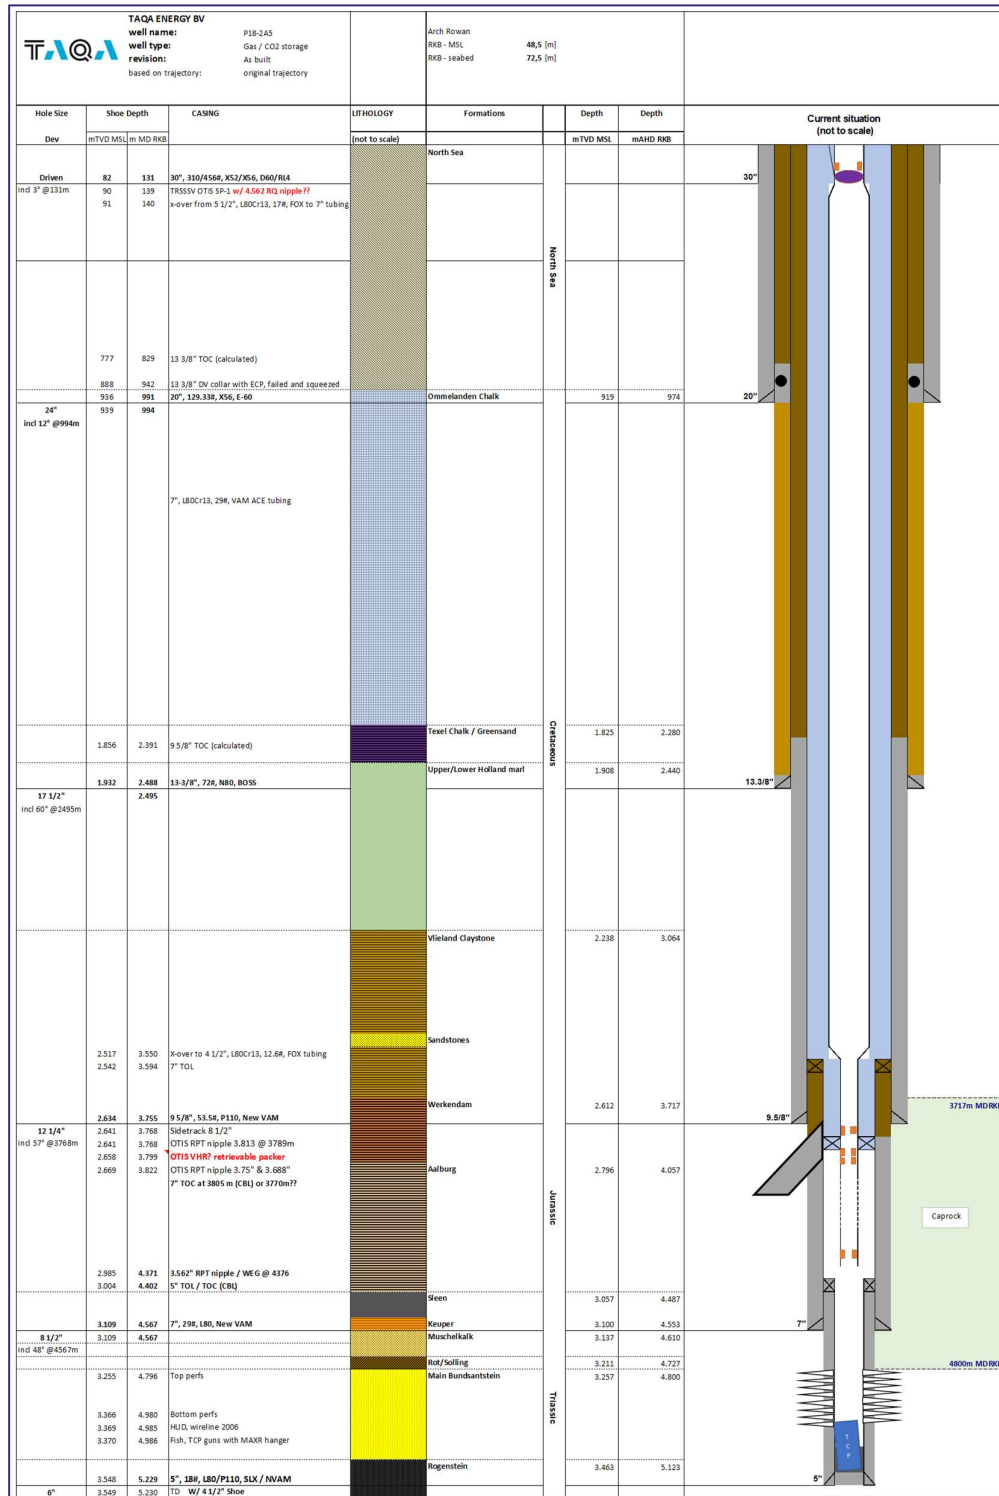 TAQA
TAQA ENERGY BV
well name: P18-2A5
well type: Gas / CO2 storage
revision: As built
based on trajectory: original trajectory
Arch Rowan
RKB - MSL 48,5 [m]
RKB - seabed 72,5 [m]
Hole Size Shoe Depth CASING LITHOLOGY Formations Depth Depth
Dev mTVD MSL m MD RKB (not to scale) mTVD MSL mAHD RKB
Current situation
(not to scale)
North Sea
Driven 82 131 30", 310/456#, X52/X56, D60/RL4 30"
incl 3° @131m 90 139 TRSSSV OTIS SP-1 w/ 4.562 RQ nipple??
91 140 x-over from 5 1/2", L80Cr13, 17#, FOX to 7" tubing
North Sea
777 829 13 3/8" TOC (calculated)
888 942 13 3/8" DV collar with ECP, failed and squeezed
936 991 20", 129.33#, X56, E-60 Ommelanden Chalk 919 974 20"
24" 939 994
incl 12° @994m
7", L80Cr13, 29#, VAM ACE tubing
Cretaceous
Texel Chalk / Greensand 1.825 2.280
1.856 2.391 9 5/8" TOC (calculated)
Upper/Lower Holland marl 1.908 2.440
1.932 2.488 13-3/8", 72#, N80, BOSS 13.3/8"
17 1/2" 2.495
incl 60° @2495m
Vlieland Claystone 2.238 3.064
Sandstones
2.517 3.550 X-over to 4 1/2", L80Cr13, 12.6#, FOX tubing
2.542 3.594 7" TOL
Werkendam 2.612 3.717 3717m MDRKB
2.634 3.755 9 5/8", 53.5#, P110, New VAM 9.5/8"
12 1/4" 2.641 3.768 Sidetrack 8 1/2"
incl 57° @3768m 2.641 3.768 OTIS RPT nipple 3.813 @ 3789m
2.658 3.799 OTIS VHR? retrievable packer
2.669 3.822 OTIS RPT nipple 3.75" & 3.688" Aalburg 2.796 4.057
7" TOC at 3805 m (CBL) or 3770m??
Jurassic
Caprock
2.985 4.371 3.562" RPT nipple / WEG @ 4376
3.004 4.402 5" TOL / TOC (CBL)
Sleen 3.057 4.487
3.109 4.567 7", 29#, L80, New VAM Keuper 3.100 4.553 7"
8 1/2" 3.109 4.567 Muschelkalk 3.137 4.610
incl 48° @4567m
Rot/Solling 3.211 4.727 4800m MDRKB
3.255 4.796 Top perfs Main Bundsantstein 3.257 4.800
Triassic
3.366 4.980 Bottom perfs
3.369 4.985 HUD, wireline 2006
3.370 4.986 Fish, TCP guns with MAXR hanger
TCP
Rogenstein 3.463 5.123
3.548 5.229 5", 18#, L80/P110, SLX / NVAM 5"
6" 3.549 5.230 TD W/ 4 1/2" Shoe